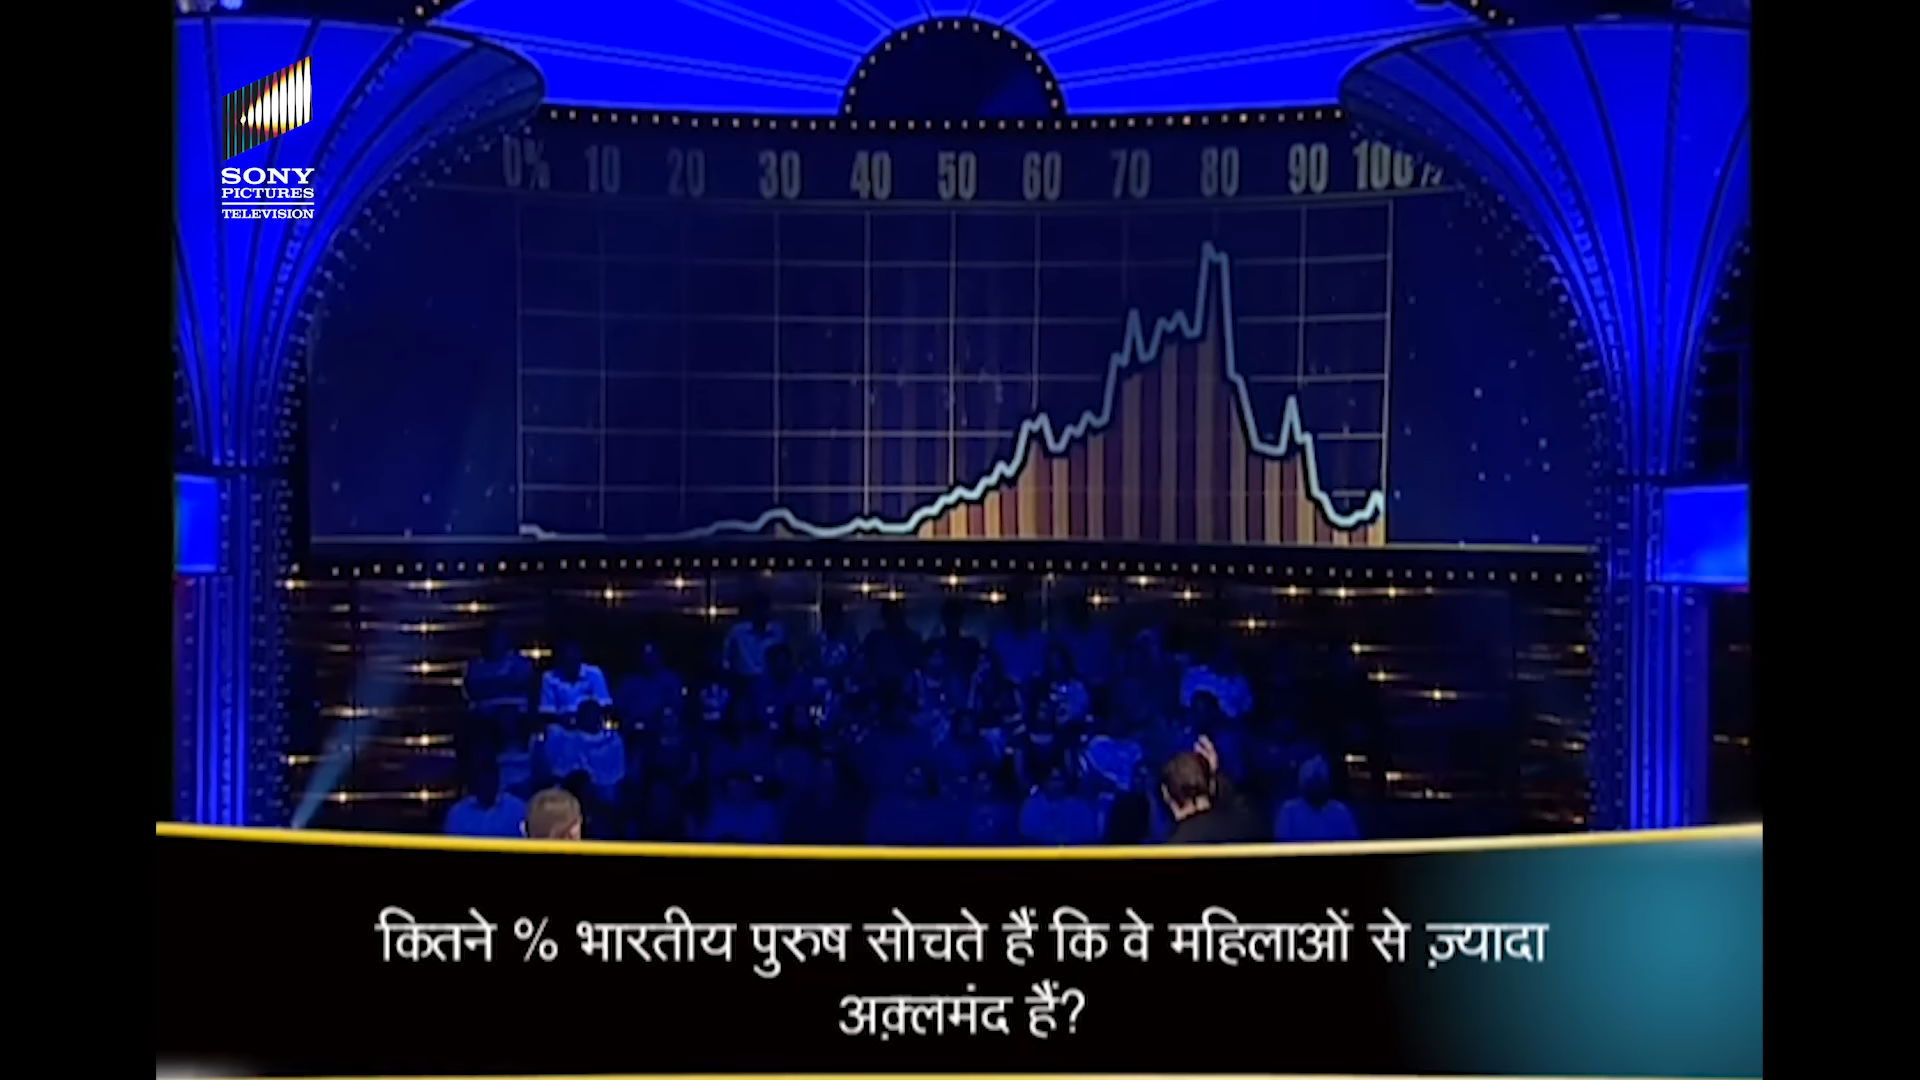 SONY
PICTURES
TELEVISION
0% 10 20 30 40 50 60 70 80 90 100%
कितने % भारतीय पुरुष सोचते हैं कि वे महिलाओं से ज़्यादा
अक़्लमंद हैं?